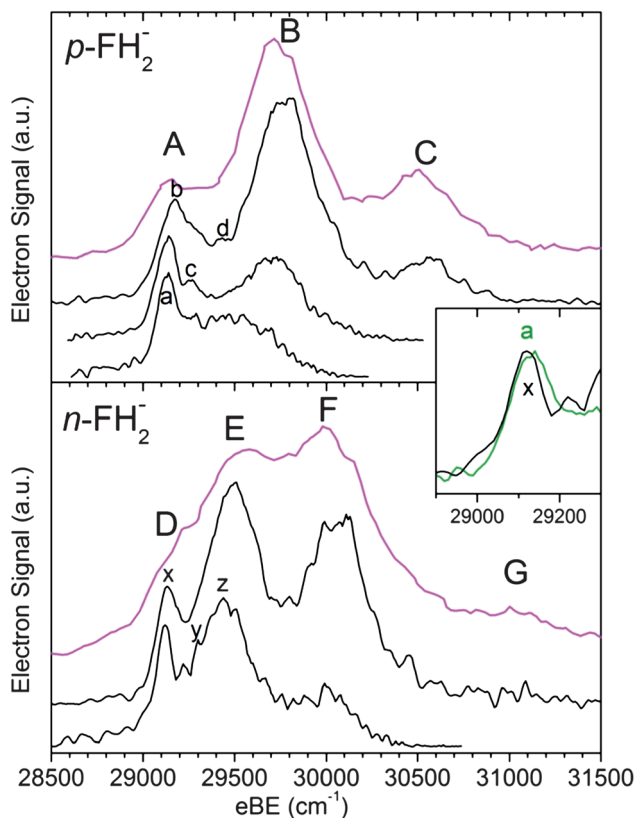 p-FH₂⁻
Electron Signal (a.u.)
A
B
C
b
d
c
a
a
x
29000 29200
n-FH₂⁻
Electron Signal (a.u.)
D
E
F
G
x
y
z
28500 29000 29500 30000 30500 31000 31500
eBE (cm⁻¹)